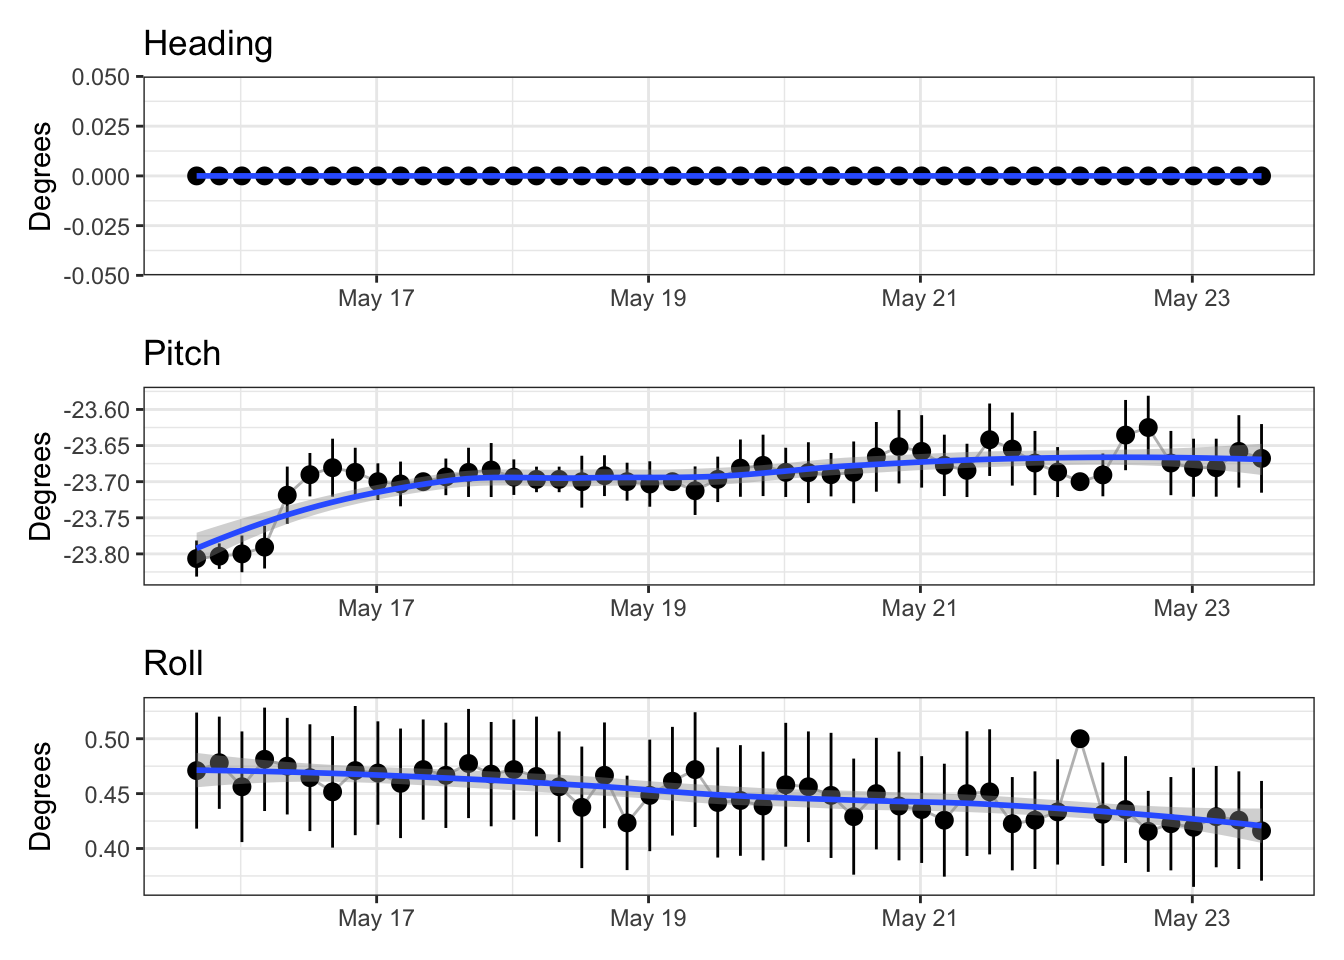 Heading
Degrees
0.050
0.025
0.000
-0.025
-0.050
May 17 May 19 May 21 May 23
Pitch
Degrees
-23.60
-23.65
-23.70
-23.75
-23.80
May 17 May 19 May 21 May 23
Roll
Degrees
0.50
0.45
0.40
May 17 May 19 May 21 May 23